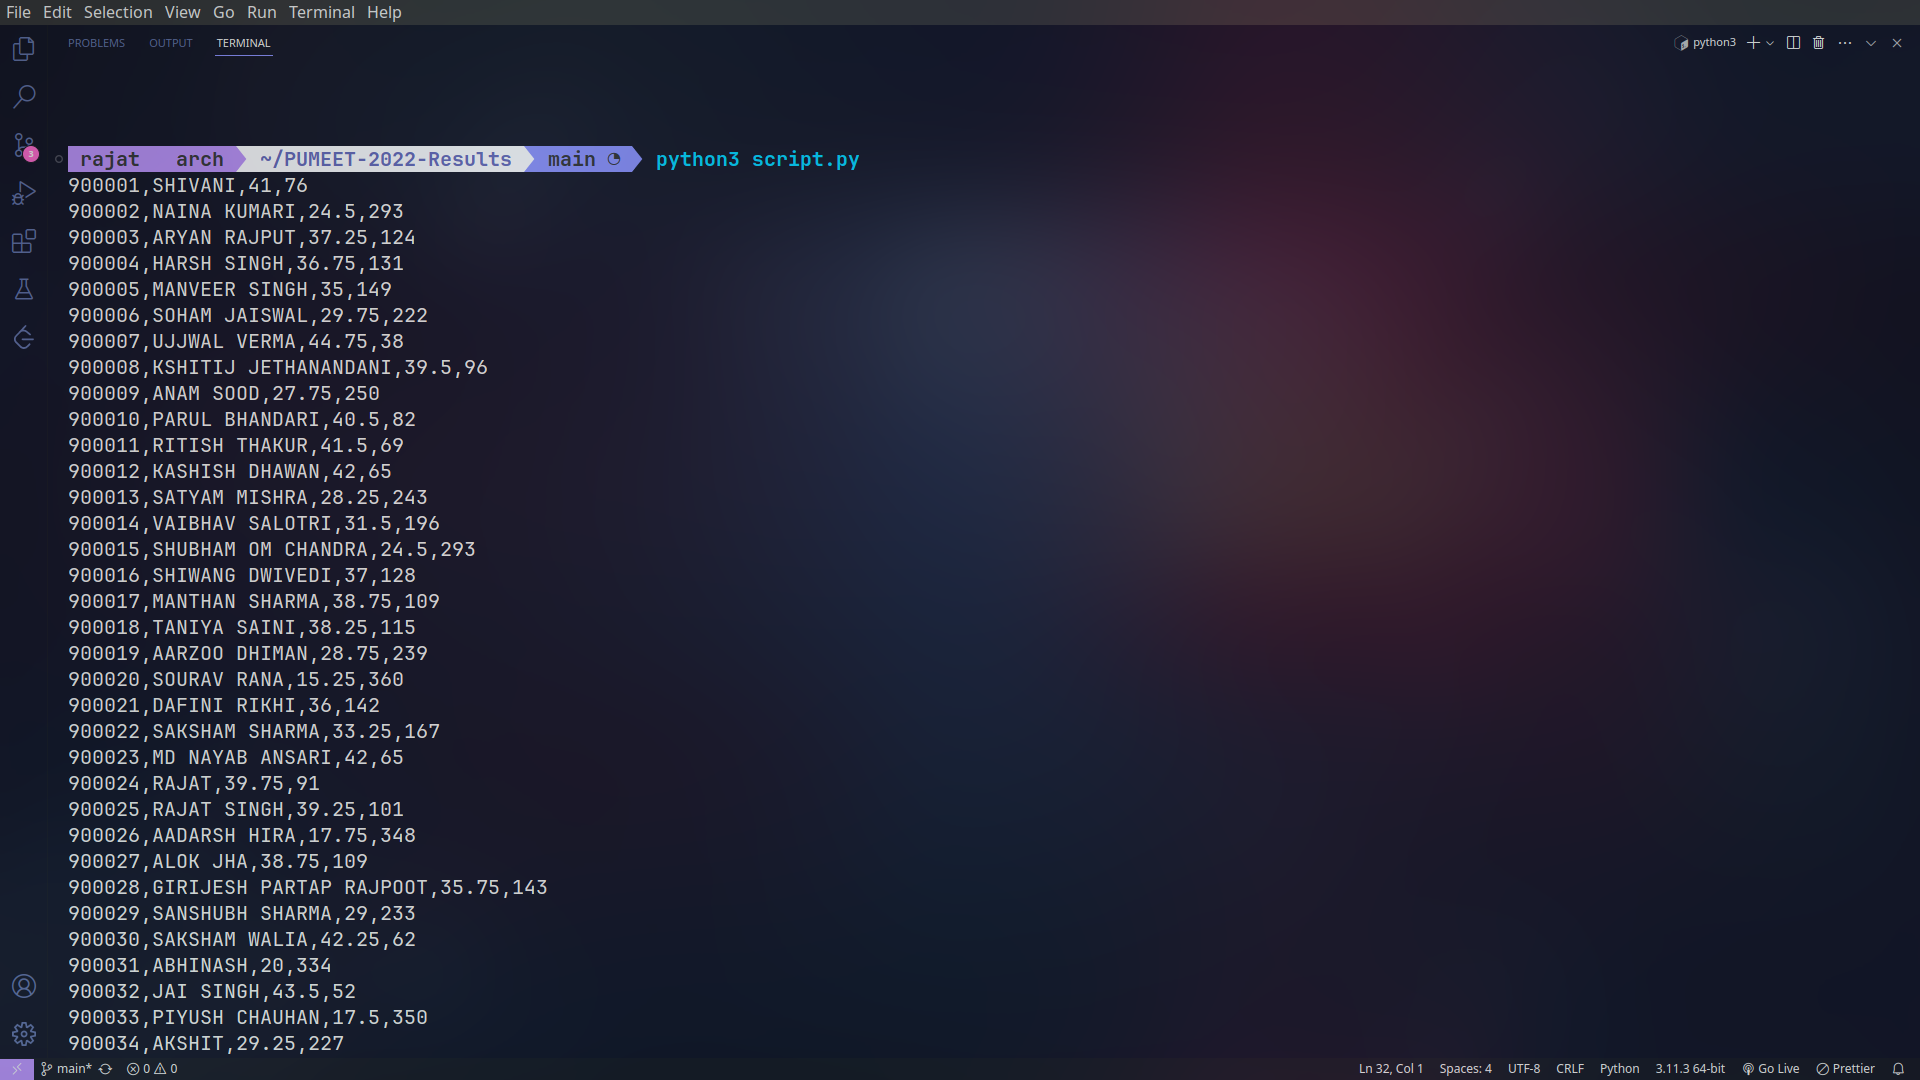 File Edit Selection View Go Run Terminal Help
PROBLEMS OUTPUT TERMINAL python3
rajat arch ~/PUMEET-2022-Results main python3 script.py
900001,SHIVANI,41,76
900002,NAINA KUMARI,24.5,293
900003,ARYAN RAJPUT,37.25,124
900004,HARSH SINGH,36.75,131
900005,MANVEER SINGH,35,149
900006,SOHAM JAISWAL,29.75,222
900007,UJJWAL VERMA,44.75,38
900008,KSHITIJ JETHANANDANI,39.5,96
900009,ANAM SOOD,27.75,250
900010,PARUL BHANDARI,40.5,82
900011,RITISH THAKUR,41.5,69
900012,KASHISH DHAWAN,42,65
900013,SATYAM MISHRA,28.25,243
900014,VAIBHAV SALOTRI,31.5,196
900015,SHUBHAM OM CHANDRA,24.5,293
900016,SHIWANG DWIVEDI,37,128
900017,MANTHAN SHARMA,38.75,109
900018,TANIYA SAINI,38.25,115
900019,AARZOO DHIMAN,28.75,239
900020,SOURAV RANA,15.25,360
900021,DAFINI RIKHI,36,142
900022,SAKSHAM SHARMA,33.25,167
900023,MD NAYAB ANSARI,42,65
900024,RAJAT,39.75,91
900025,RAJAT SINGH,39.25,101
900026,AADARSH HIRA,17.75,348
900027,ALOK JHA,38.75,109
900028,GIRIJESH PARTAP RAJPOOT,35.75,143
900029,SANSHUBH SHARMA,29,233
900030,SAKSHAM WALIA,42.25,62
900031,ABHINASH,20,334
900032,JAI SINGH,43.5,52
900033,PIYUSH CHAUHAN,17.5,350
900034,AKSHIT,29.25,227
3
main* 0 0 Ln 32, Col 1 Spaces: 4 UTF-8 CRLF Python 3.11.3 64-bit Go Live Prettier